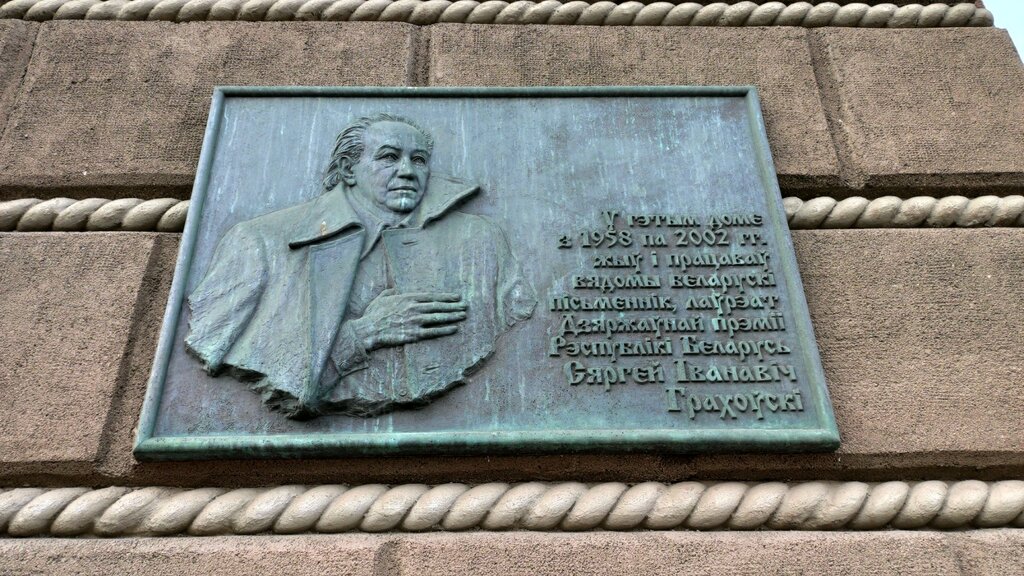 У гэтым доме
з 1958 па 2002 гг.
жыў і працаваў
вядомы беларускі
пісьменнік, лаўрэат
Дзяржаўнай прэміі
Рэспублікі Беларусь
Сяргей Іванавіч
Грахоўскі